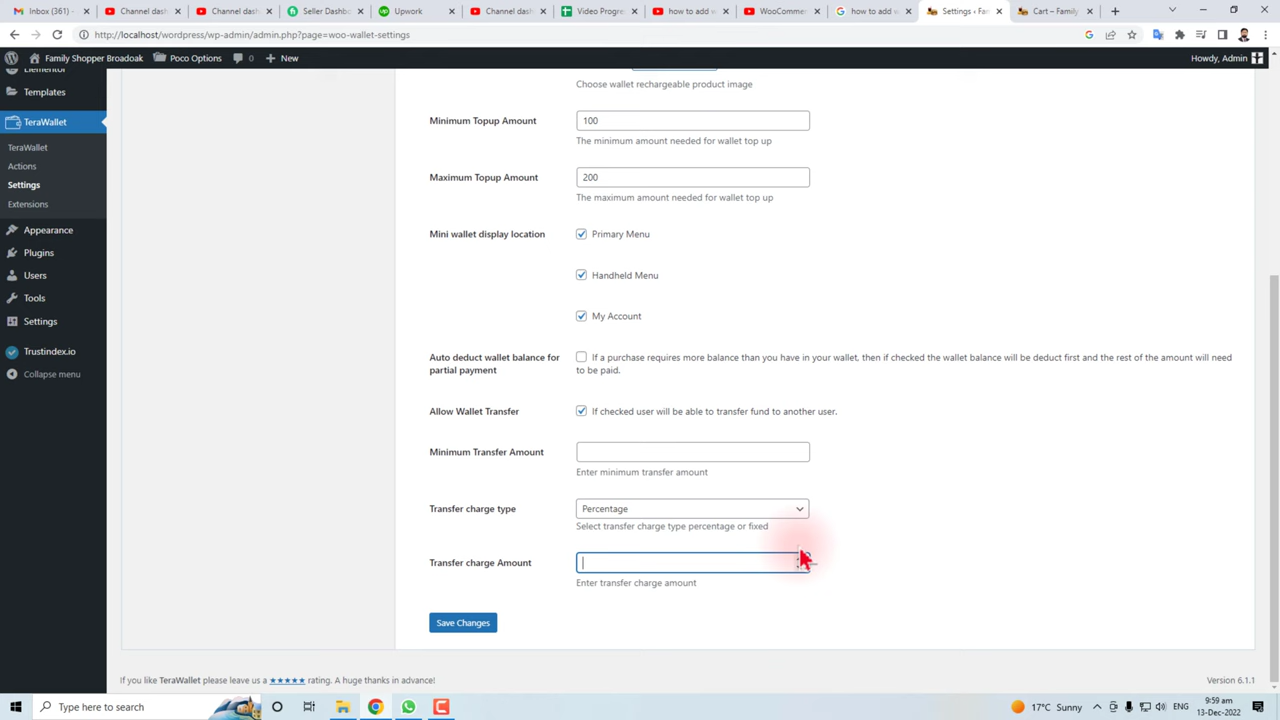 Inbox (361)
Channel dash
Channel dash
Seller Dashbo
Upwork
Channel dash
Video Progre
how to add w
WooComme
how to add w
Settings ‹ Fam
Cart – Family
http://localhost/wordpress/wp-admin/admin.php?page=woo-wallet-settings
Family Shopper Broadoak
Poco Options
0
New
Howdy, Admin
Elementor
Templates
TeraWallet
TeraWallet
Actions
Settings
Extensions
Appearance
Plugins
Users
Tools
Settings
Trustindex.io
Collapse menu
Choose wallet rechargeable product image
Minimum Topup Amount
100
The minimum amount needed for wallet top up
Maximum Topup Amount
200
The maximum amount needed for wallet top up
Mini wallet display location
Primary Menu
Handheld Menu
My Account
Auto deduct wallet balance for
partial payment
If a purchase requires more balance than you have in your wallet, then if checked the wallet balance will be deduct first and the rest of the amount will need
to be paid.
Allow Wallet Transfer
If checked user will be able to transfer fund to another user.
Minimum Transfer Amount
Enter minimum transfer amount
Transfer charge type
Percentage
Select transfer charge type percentage or fixed
Transfer charge Amount
Enter transfer charge amount
Save Changes
If you like TeraWallet please leave us a ★★★★★ rating. A huge thanks in advance!
Version 6.1.1
Type here to search
17°C Sunny
ENG
9:59 am
13-Dec-2022